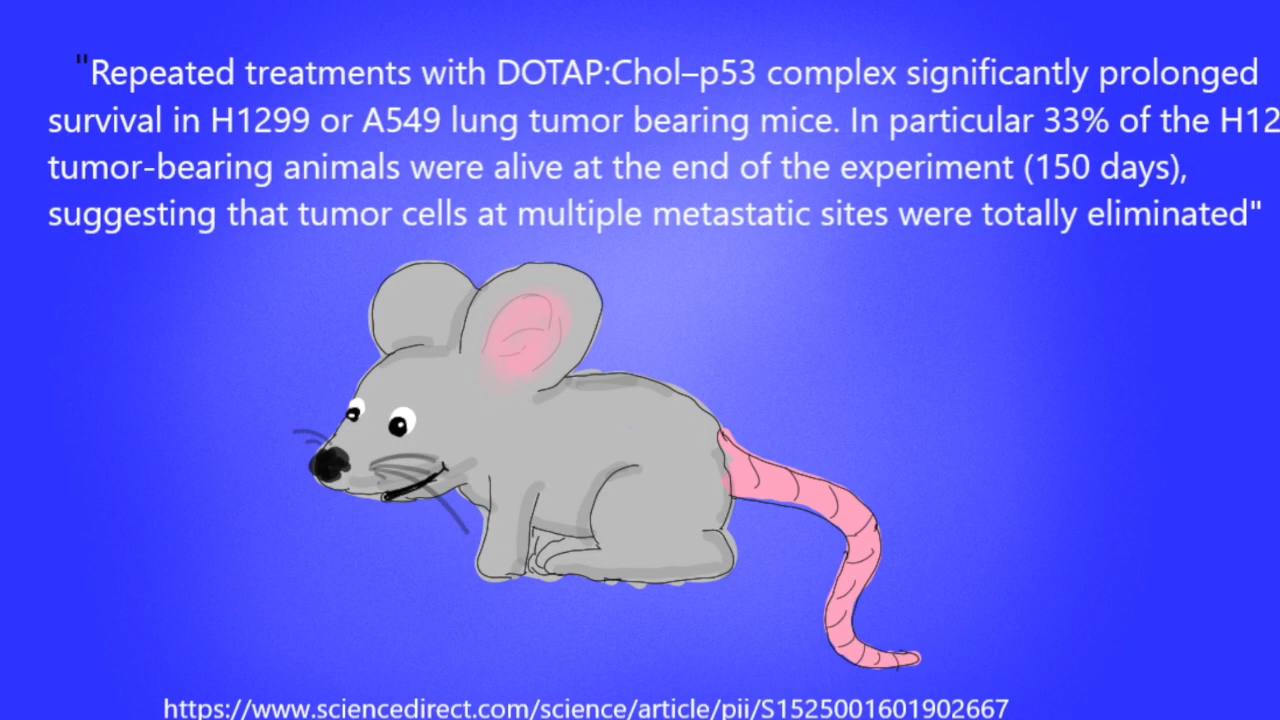 "Repeated treatments with DOTAP:Chol–p53 complex significantly prolonged
survival in H1299 or A549 lung tumor bearing mice. In particular 33% of the H12
tumor-bearing animals were alive at the end of the experiment (150 days),
suggesting that tumor cells at multiple metastatic sites were totally eliminated"
https://www.sciencedirect.com/science/article/pii/S1525001601902667